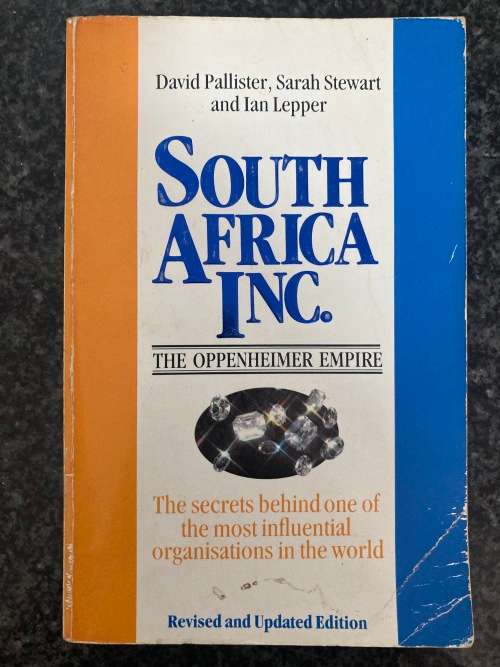 David Pallister, Sarah Stewart
and Ian Lepper
SOUTH
AFRICA
INC.
THE OPPENHEIMER EMPIRE
The secrets behind one of
the most influential
organisations in the world
Revised and Updated Edition